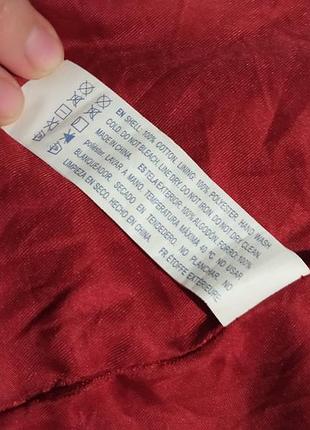 EN SHELL: 100% COTTON, LINING: 100% POLYESTER. HAND WASH
COLD. DO NOT BLEACH. LINE DRY. DO NOT IRON. DO NOT DRY CLEAN.
MADE IN CHINA. ES TELA EXTERIOR: 100% ALGODÓN, FORRO: 100%
poliéster. LAVAR A MANO. TEMPERATURA MÁXIMA 40 ºC. NO USAR
BLANQUEADOR. SECADO EN TENDEDERO. NO PLANCHAR. NO
LIMPIEZA EN SECO. HECHO EN CHINA.
FR. ÉTOFFE EXTÉRIEURE: